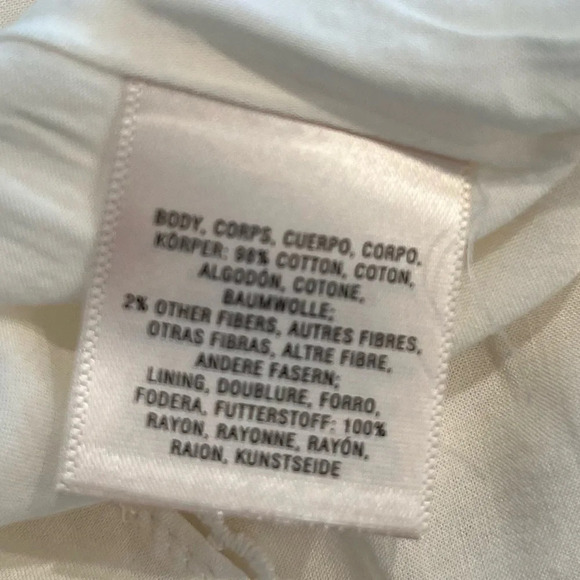 BODY, CORPS, CUERPO, CORPO,
KÖRPER: 98% COTTON, COTON,
ALGODÓN, COTONE,
BAUMWOLLE;
2% OTHER FIBERS, AUTRES FIBRES,
OTRAS FIBRAS, ALTRE FIBRE,
ANDERE FASERN;
LINING, DOUBLURE, FORRO,
FODERA, FUTTERSTOFF: 100%
RAYON, RAYONNE, RAYÓN,
RAION, KUNSTSEIDE